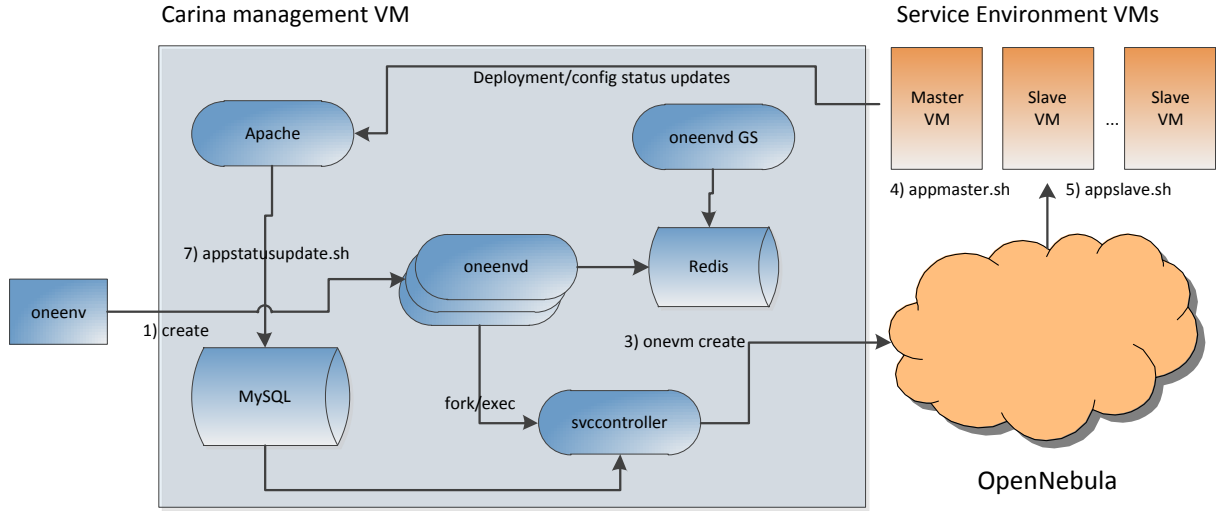 Carina management VM
Service Environment VMs
Deployment/config status updates
Apache
oneenvd GS
Master
VM
Slave
VM
...
Slave
VM
4) appmaster.sh
5) appslave.sh
7) appstatusupdate.sh
oneenvd
Redis
oneenv
1) create
3) onevm create
MySQL
fork/exec
svccontroller
OpenNebula